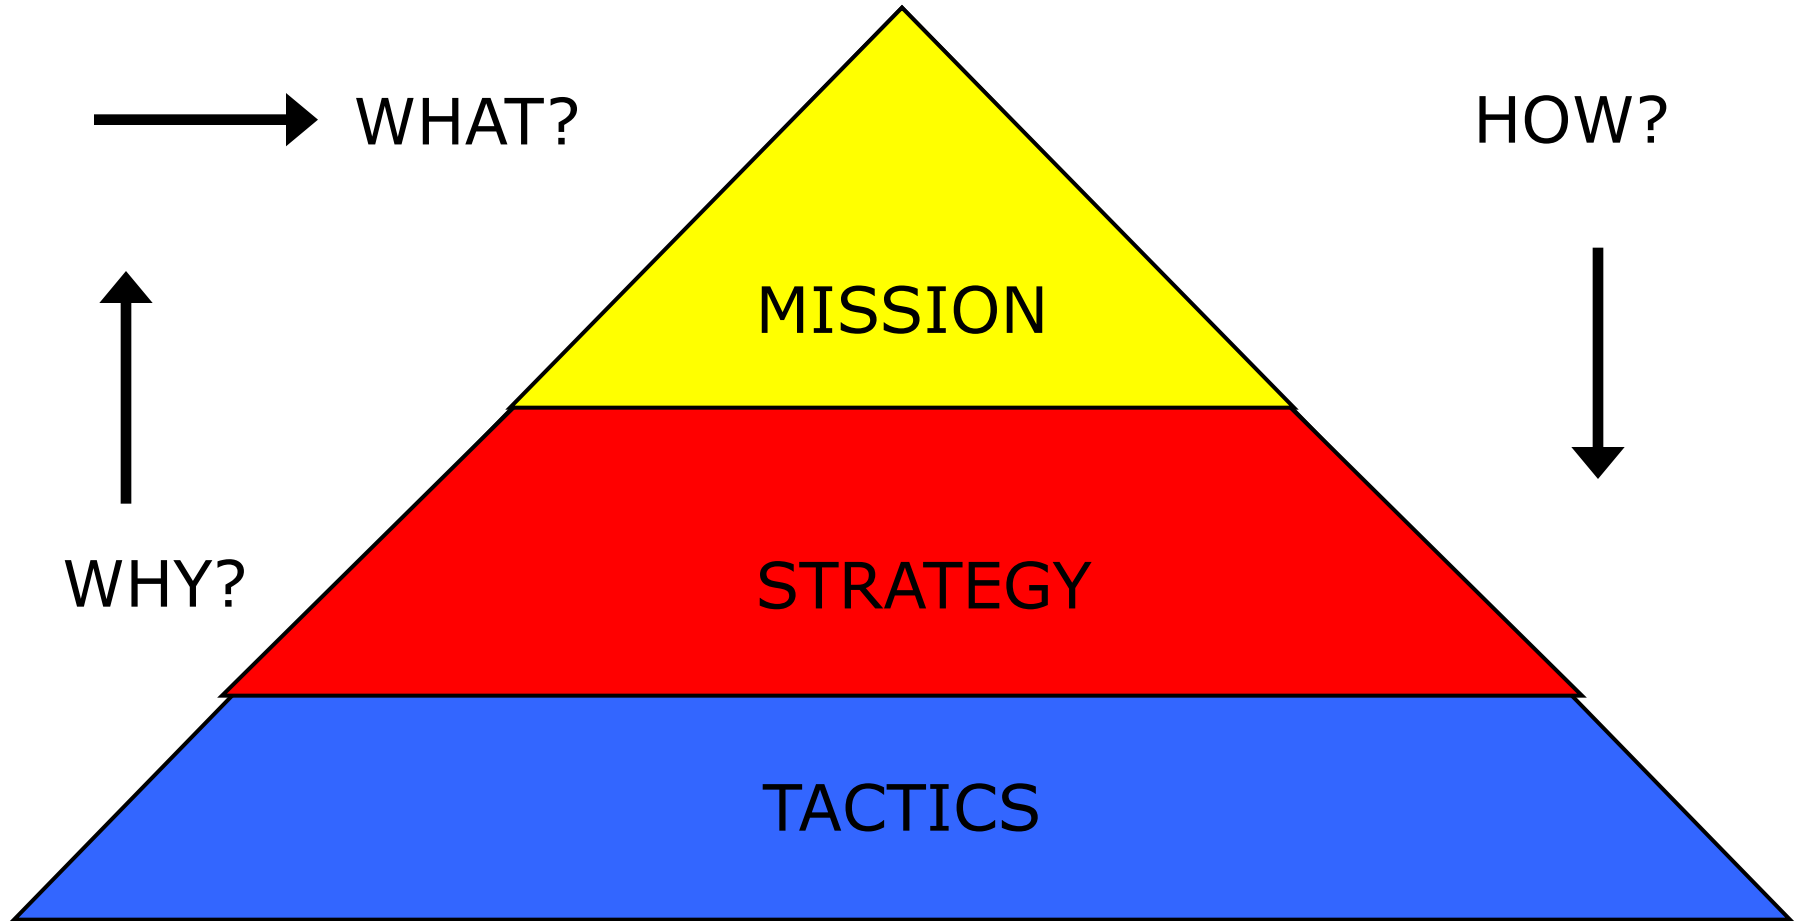 WHAT?
HOW?
MISSION
WHY?
STRATEGY
TACTICS